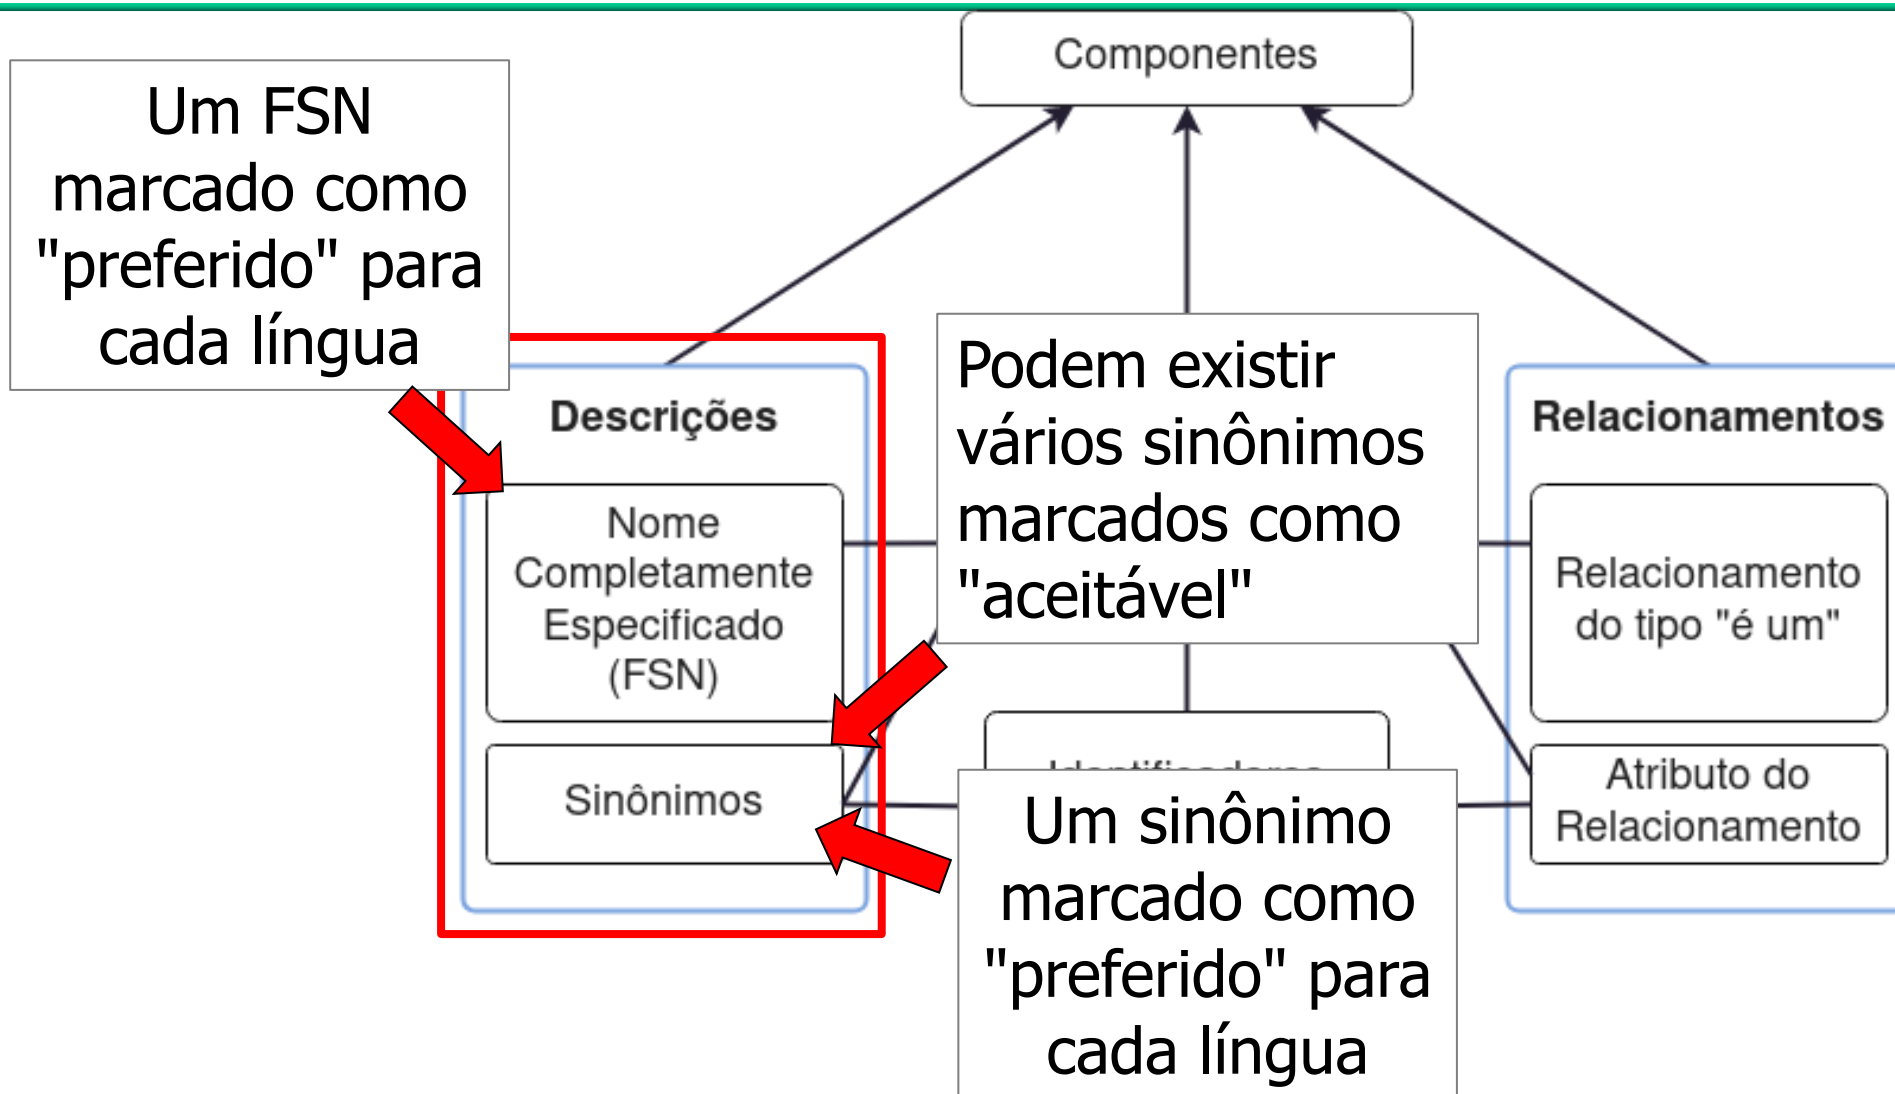 Componentes
Um FSN
marcado como
"preferido" para
cada língua
Descrições
Nome
Completamente
Especificado
(FSN)
Sinônimos
Podem existir
vários sinônimos
marcados como
"aceitável"
Um sinônimo
marcado como
"preferido" para
cada língua
Relacionamentos
Relacionamento
do tipo "é um"
Atributo do
Relacionamento